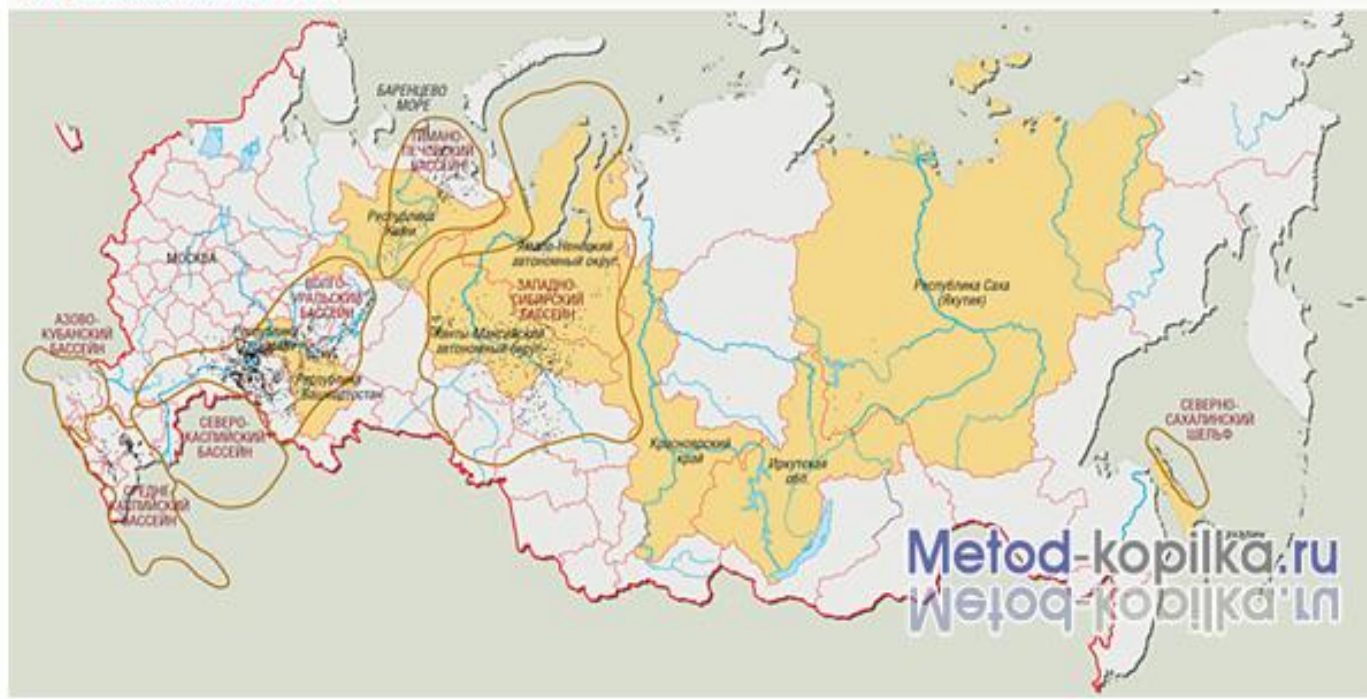 БАРЕНЦЕВО
МОРЕ
ТИМАНО-
ПЕЧОРСКИЙ
БАССЕЙН
Республика
Коми
Ямало-Ненецкий
автономный округ
МОСКВА
ВОЛГО-
УРАЛЬСКИЙ
БАССЕЙН
ЗАПАДНО-
СИБИРСКИЙ
БАССЕЙН
Республика Саха
(Якутия)
АЗОВО-
КУБАНСКИЙ
БАССЕЙН
Республика
Ханты-Мансийский
автономный округ
Республика
Башкортостан
СЕВЕРО-
КАСПИЙСКИЙ
БАССЕЙН
СЕВЕРНО-
САХАЛИНСКИЙ
ШЕЛЬФ
Красноярский
край
Иркутская
обл.
СРЕДНЕ-
КАСПИЙСКИЙ
БАССЕЙН
Metod-kopilka.ru